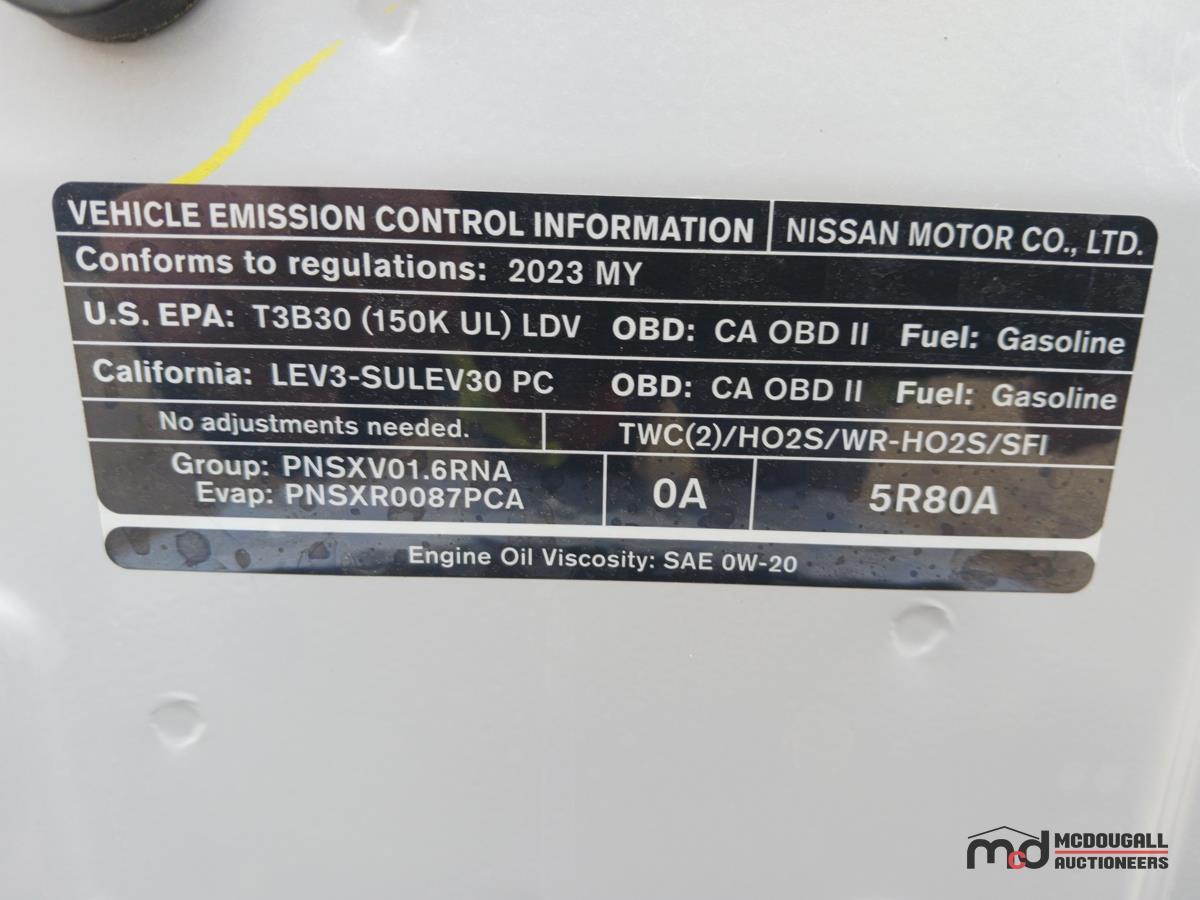 VEHICLE EMISSION CONTROL INFORMATION NISSAN MOTOR CO., LTD.
Conforms to regulations: 2023 MY
U.S. EPA: T3B30 (150K UL) LDV OBD: CA OBD II Fuel: Gasoline
California: LEV3-SULEV30 PC OBD: CA OBD II Fuel: Gasoline
No adjustments needed. TWC(2)/HO2S/WR-HO2S/SFI
Group: PNSXV01.6RNA
Evap: PNSXR0087PCA
0A
5R80A
Engine Oil Viscosity: SAE 0W-20
mcd MCDOUGALL
AUCTIONEERS